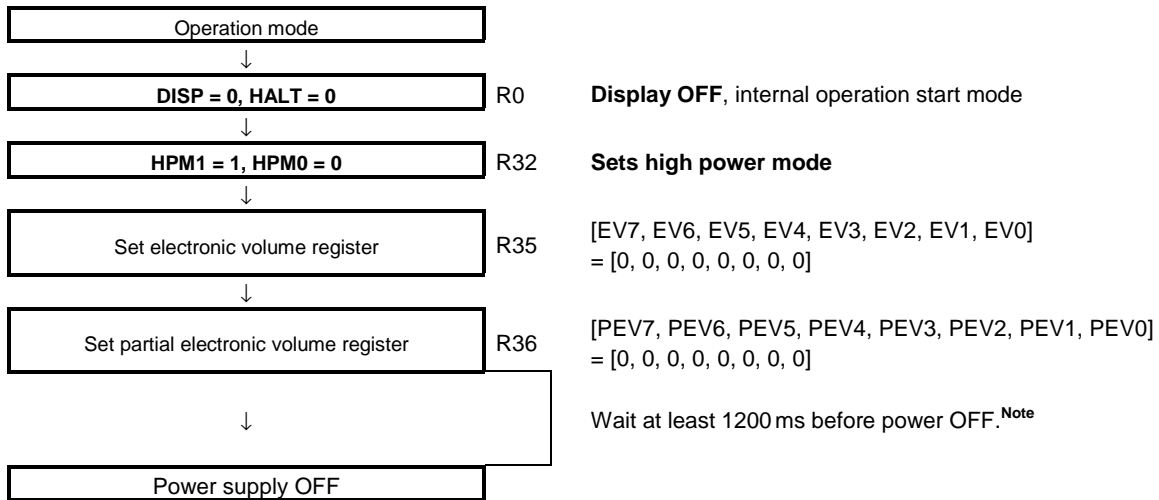 Operation mode
↓
DISP = 0, HALT = 0 R0 Display OFF, internal operation start mode
↓
HPM1 = 1, HPM0 = 0 R32 Sets high power mode
↓
Set electronic volume register R35 [EV7, EV6, EV5, EV4, EV3, EV2, EV1, EV0]
= [0, 0, 0, 0, 0, 0, 0, 0]
↓
Set partial electronic volume register R36 [PEV7, PEV6, PEV5, PEV4, PEV3, PEV2, PEV1, PEV0]
= [0, 0, 0, 0, 0, 0, 0, 0]
↓ Wait at least 1200 ms before power OFF.Note
Power supply OFF